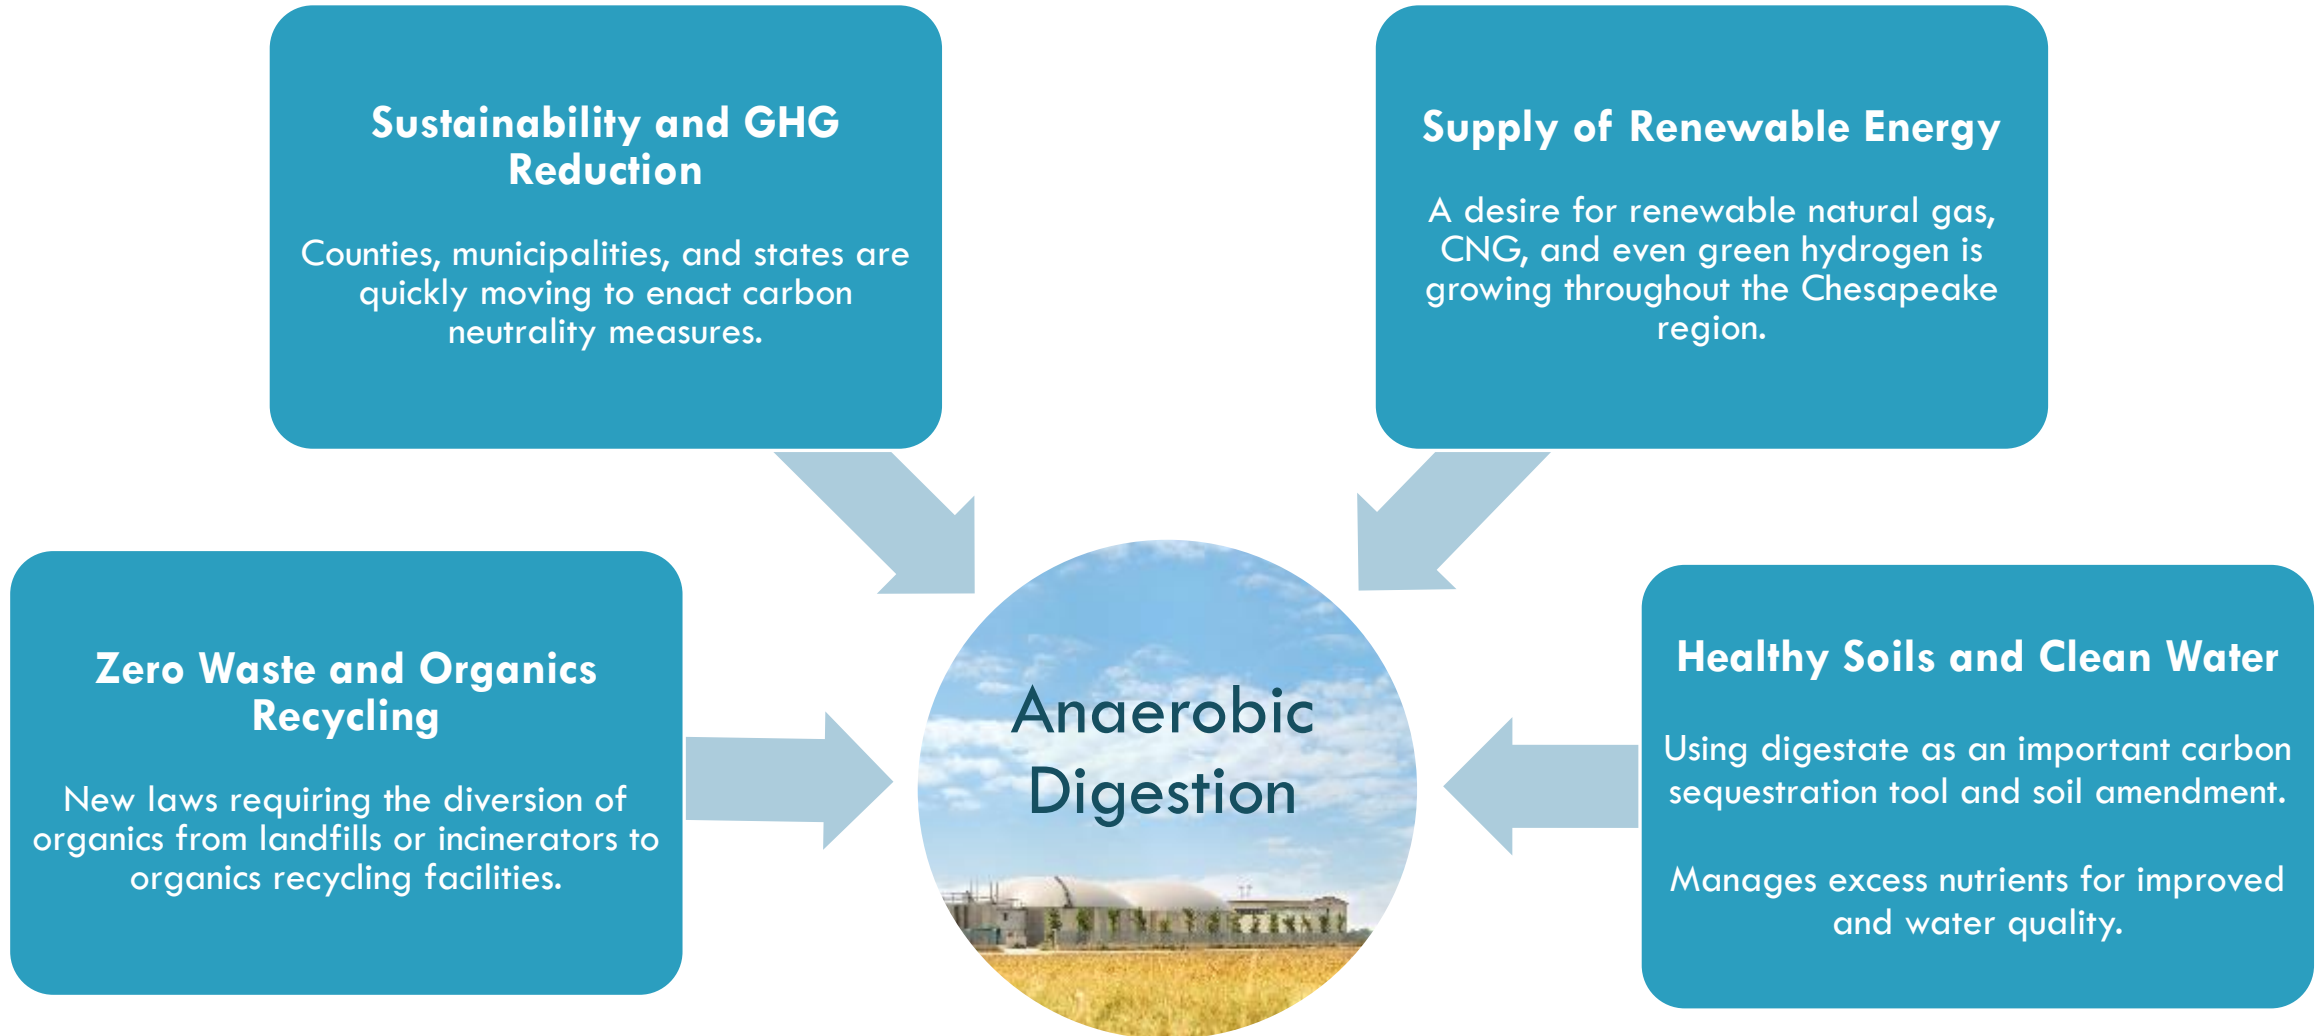 Sustainability and GHG
Reduction
Counties, municipalities, and states are
quickly moving to enact carbon
neutrality measures.
Supply of Renewable Energy
A desire for renewable natural gas,
CNG, and even green hydrogen is
growing throughout the Chesapeake
region.
Zero Waste and Organics
Recycling
New laws requiring the diversion of
organics from landfills or incinerators to
organics recycling facilities.
Anaerobic
Digestion
Healthy Soils and Clean Water
Using digestate as an important carbon
sequestration tool and soil amendment.
Manages excess nutrients for improved
and water quality.